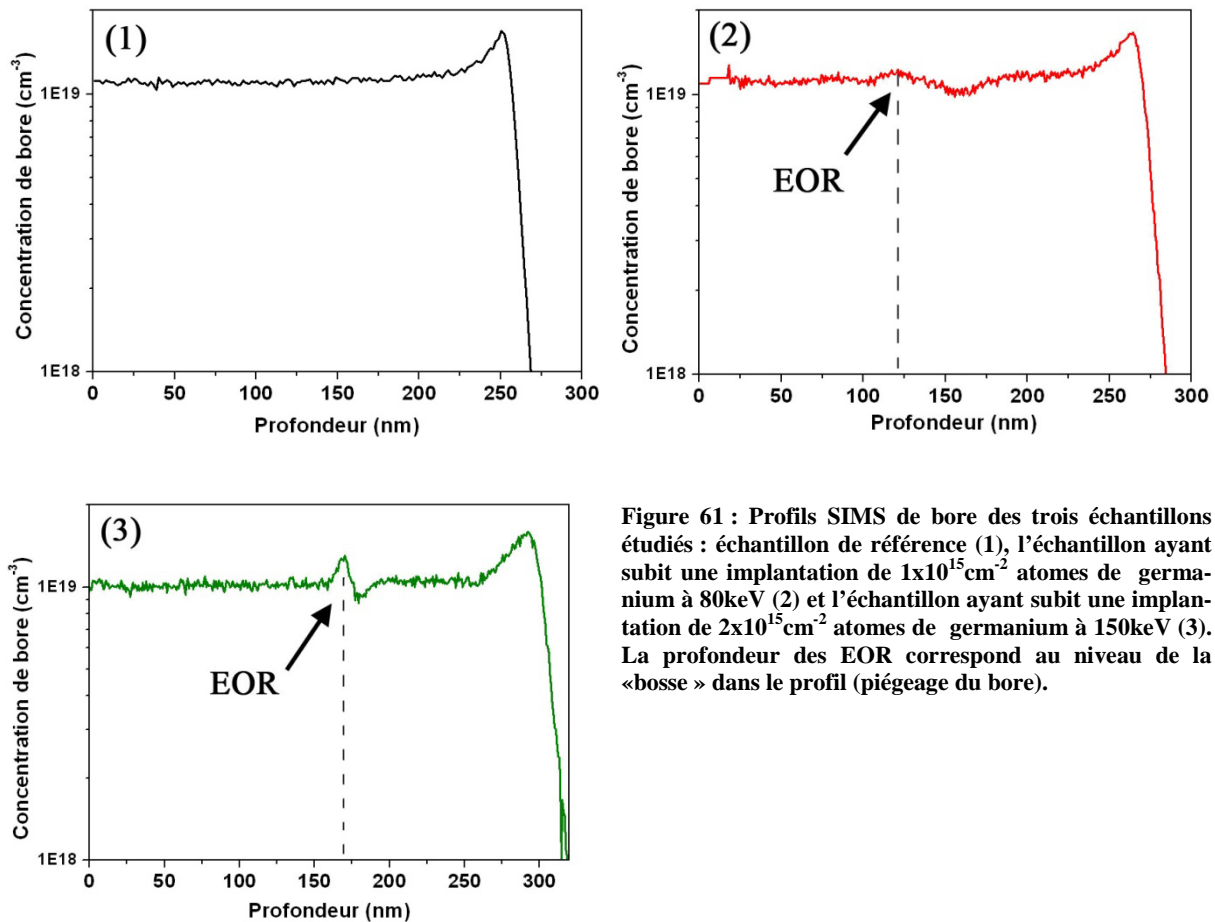 (1)
Concentration de bore (cm⁻³)
1E19
1E18
0 50 100 150 200 250 300
Profondeur (nm)
(2)
Concentration de bore (cm⁻³)
1E19
1E18
EOR
0 50 100 150 200 250 300
Profondeur (nm)
(3)
Concentration de bore (cm⁻³)
1E19
1E18
EOR
0 50 100 150 200 250 300
Profondeur (nm)
Figure 61 : Profils SIMS de bore des trois échantillons
étudiés : échantillon de référence (1), l’échantillon ayant
subit une implantation de 1x10¹⁵cm⁻² atomes de germa-
nium à 80keV (2) et l’échantillon ayant subit une implan-
tation de 2x10¹⁵cm⁻² atomes de germanium à 150keV (3).
La profondeur des EOR correspond au niveau de la
«bosse » dans le profil (piégeage du bore).